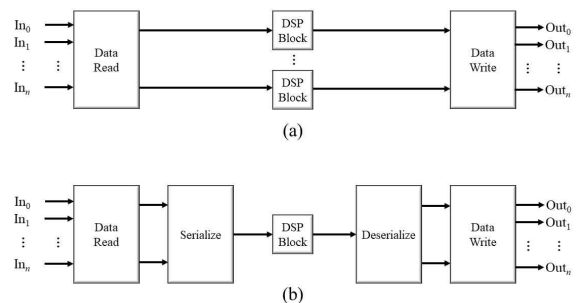 In0
In1
⋮ ⋮
Inn
Data
Read
DSP
Block
⋮
DSP
Block
Data
Write
Out0
Out1
⋮ ⋮
Outn
(a)
In0
In1
⋮ ⋮
Inn
Data
Read
Serialize
DSP
Block
Deserialize
Data
Write
Out0
Out1
⋮ ⋮
Outn
(b)